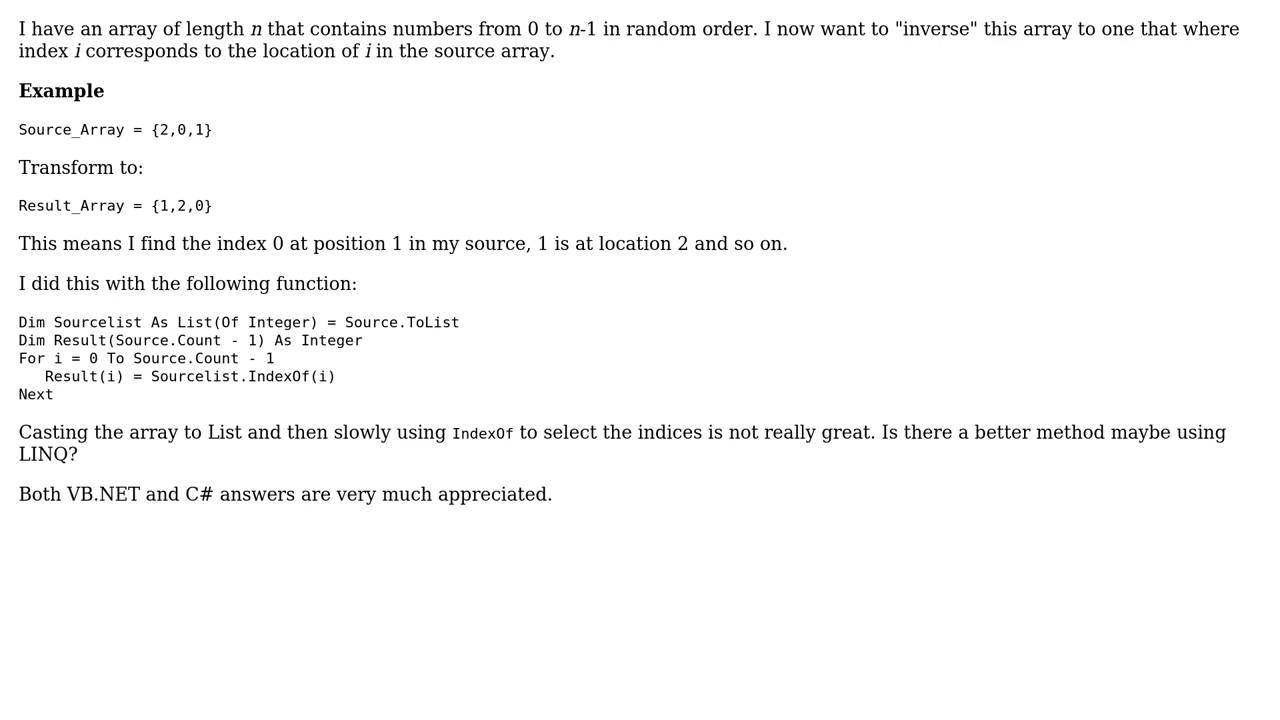 I have an array of length n that contains numbers from 0 to n-1 in random order. I now want to "inverse" this array to one that where
index i corresponds to the location of i in the source array.
Example
Source_Array = {2,0,1}
Transform to:
Result_Array = {1,2,0}
This means I find the index 0 at position 1 in my source, 1 is at location 2 and so on.
I did this with the following function:
Dim Sourcelist As List(Of Integer) = Source.ToList
Dim Result(Source.Count - 1) As Integer
For i = 0 To Source.Count - 1
   Result(i) = Sourcelist.IndexOf(i)
Next
Casting the array to List and then slowly using IndexOf to select the indices is not really great. Is there a better method maybe using
LINQ?
Both VB.NET and C# answers are very much appreciated.